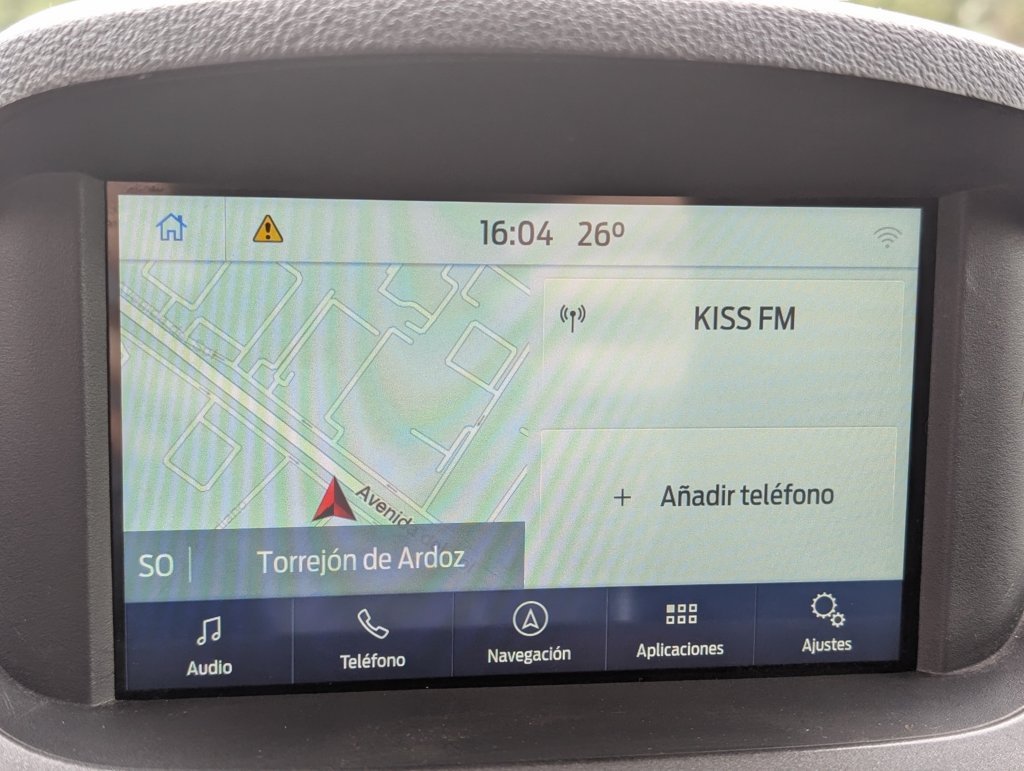 16:04 26º
KISS FM
+ Añadir teléfono
Avenida
SO
Torrejón de Ardoz
Audio
Teléfono
Navegación
Aplicaciones
Ajustes